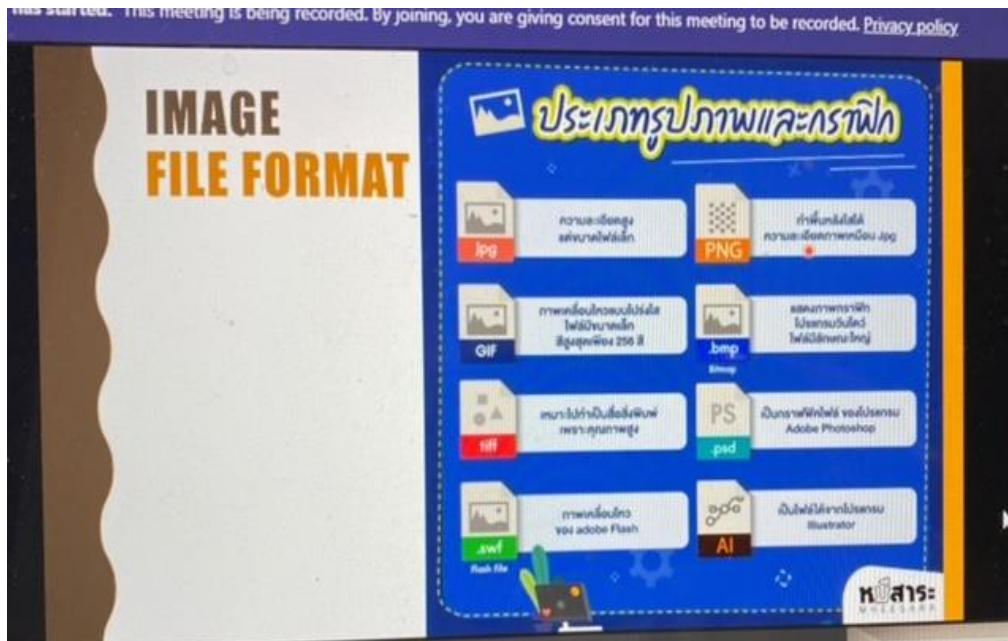 has started. This meeting is being recorded. By joining, you are giving consent for this meeting to be recorded. Privacy policy
IMAGE
FILE FORMAT
ประเภทรูปภาพและกราฟิก
jpg
ความละเอียดสูง
แต่ขนาดไฟล์เล็ก
PNG
ทำพื้นหลังใสได้
ความละเอียดภาพเหมือน Jpg
GIF
ภาพเคลื่อนไหวแบบโปร่งใส
ไฟล์มีขนาดเล็ก
สีสูงสุดเพียง 256 สี
.bmp
Bitmap
แสดงภาพกราฟิก
โปรแกรมวินโดว์
ไฟล์มีลักษณะใหญ่
tiff
เหมาะไปทำเป็นสื่อสิ่งพิมพ์
เพราะคุณภาพสูง
PS
.psd
เป็นกราฟฟิคไฟล์ ของโปรแกรม
Adobe Photoshop
.swf
flash file
ภาพเคลื่อนไหว
ของ adobe Flash
AI
เป็นไฟล์ได้จากโปรแกรม
Illustrator
หมีสาระ
MHEESARA